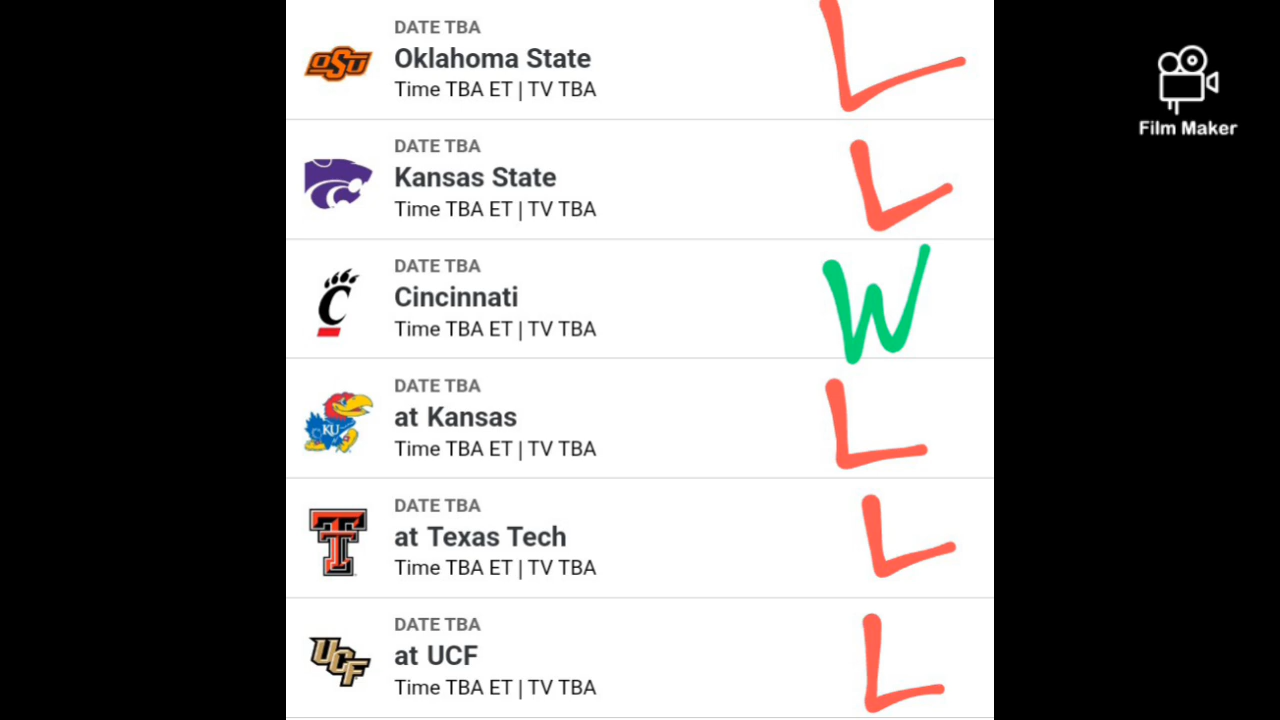 DATE TBA
OSU Oklahoma State L
Time TBA ET | TV TBA
DATE TBA
Kansas State L
Time TBA ET | TV TBA
DATE TBA
C Cincinnati W
Time TBA ET | TV TBA
DATE TBA
KU at Kansas L
Time TBA ET | TV TBA
DATE TBA
TT at Texas Tech L
Time TBA ET | TV TBA
DATE TBA
UCF at UCF L
Time TBA ET | TV TBA
Film Maker